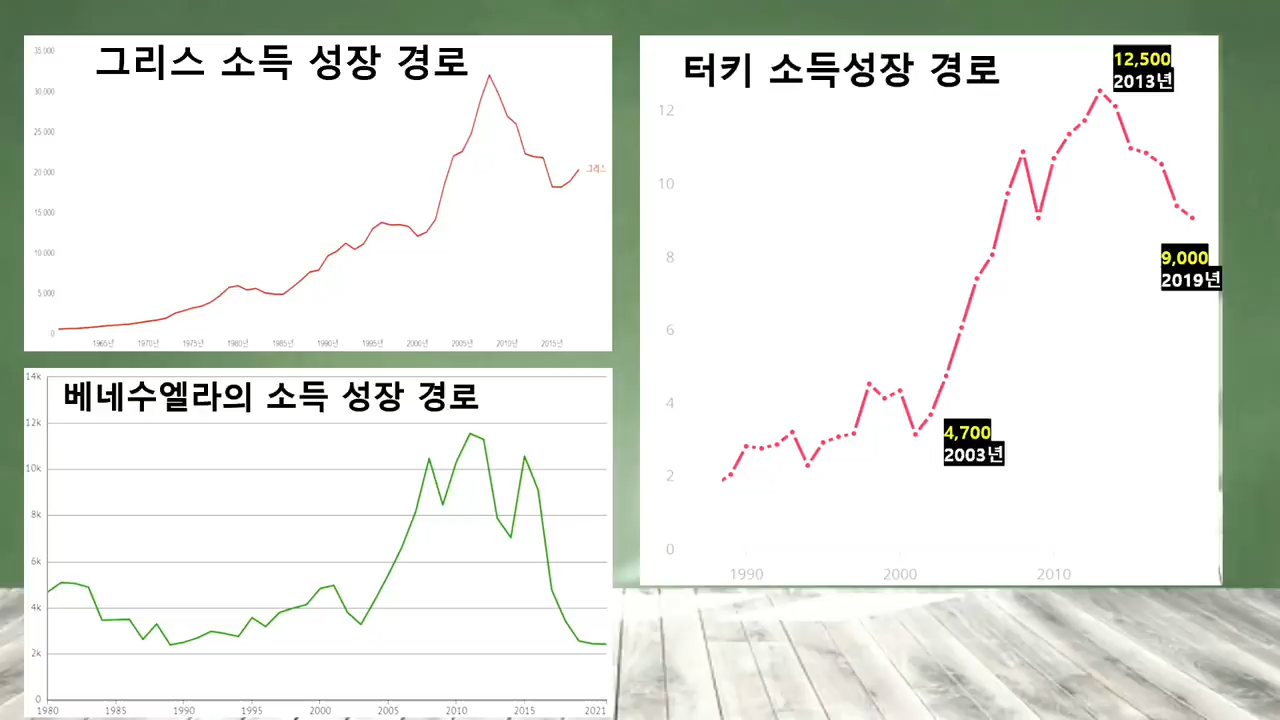 그리스 소득 성장 경로
35,000
30,000
25,000
20,000
15,000
10,000
5,000
0
그리스
1965년 1970년 1975년 1980년 1985년 1990년 1995년 2000년 2005년 2010년 2015년
베네수엘라의 소득 성장 경로
14k
12k
10k
8k
6k
4k
2k
0
1980 1985 1990 1995 2000 2005 2010 2015 2021
터키 소득성장 경로
12,500
2013년
12
10
8
6
4
2
0
9,000
2019년
4,700
2003년
1990 2000 2010